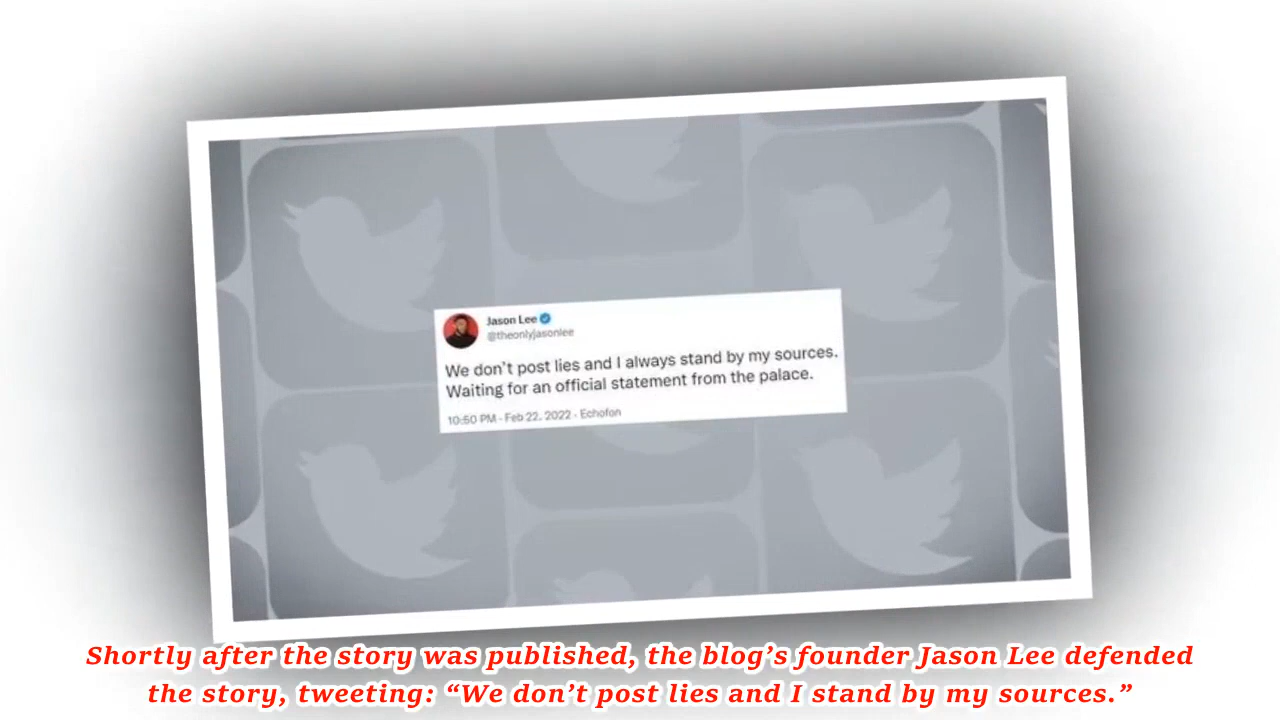 Jason Lee
@theonlyjasonlee
We don't post lies and I always stand by my sources.
Waiting for an official statement from the palace.
10:50 PM · Feb 22, 2022 · Echofon
Shortly after the story was published, the blog’s founder Jason Lee defended
the story, tweeting: “We don’t post lies and I stand by my sources.”